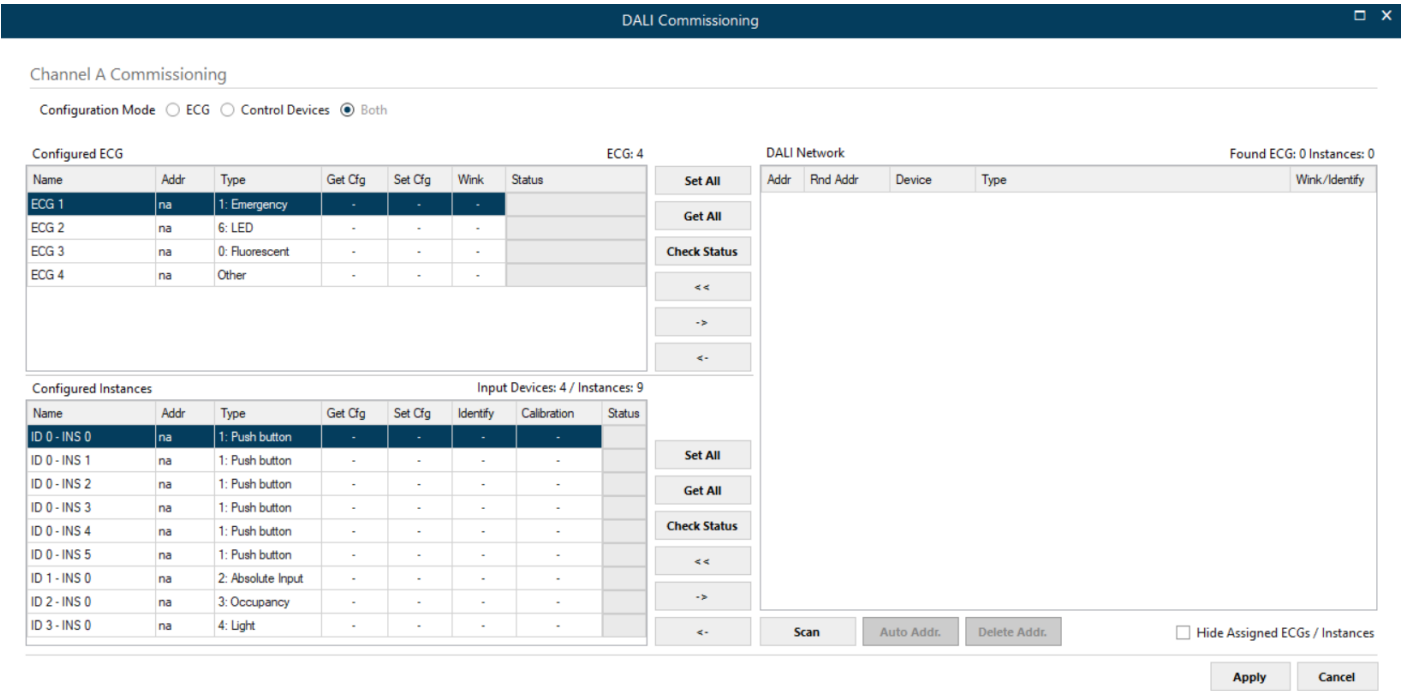 DALI Commissioning
Channel A Commissioning
Configuration Mode ECG Control Devices Both
Configured ECG ECG: 4
Name Addr Type Get Cfg Set Cfg Wink Status
ECG 1 na 1: Emergency - - -
ECG 2 na 6: LED - - -
ECG 3 na 0: Fluorescent - - -
ECG 4 na Other - - -
Set All
Get All
Check Status
<<
->
<-
Configured Instances Input Devices: 4 / Instances: 9
Name Addr Type Get Cfg Set Cfg Identify Calibration Status
ID 0 - INS 0 na 1: Push button - - - -
ID 0 - INS 1 na 1: Push button - - - -
ID 0 - INS 2 na 1: Push button - - - -
ID 0 - INS 3 na 1: Push button - - - -
ID 0 - INS 4 na 1: Push button - - - -
ID 0 - INS 5 na 1: Push button - - - -
ID 1 - INS 0 na 2: Absolute Input - - - -
ID 2 - INS 0 na 3: Occupancy - - - -
ID 3 - INS 0 na 4: Light - - - -
Set All
Get All
Check Status
<<
->
<-
DALI Network Found ECG: 0 Instances: 0
Addr Rnd Addr Device Type Wink/Identify
Scan Auto Addr. Delete Addr. Hide Assigned ECGs / Instances
Apply Cancel